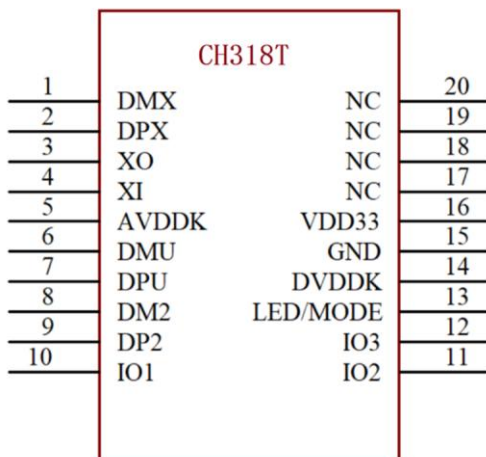 CH318T
1 DMX NC 20
2 DPX NC 19
3 XO NC 18
4 XI NC 17
5 AVDDK VDD33 16
6 DMU GND 15
7 DPU DVDDK 14
8 DM2 LED/MODE 13
9 DP2 IO3 12
10 IO1 IO2 11